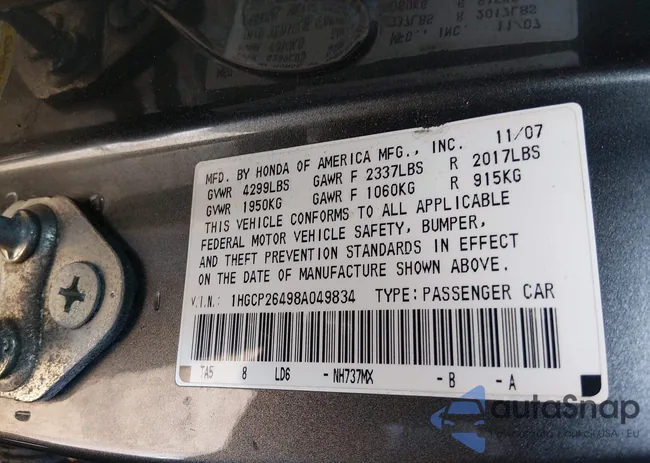 MFD. BY HONDA OF AMERICA MFG., INC. 11/07
GVWR 4299LBS GAWR F 2337LBS R 2017LBS
GVWR 1950KG GAWR F 1060KG R 915KG
THIS VEHICLE CONFORMS TO ALL APPLICABLE
FEDERAL MOTOR VEHICLE SAFETY, BUMPER,
AND THEFT PREVENTION STANDARDS IN EFFECT
ON THE DATE OF MANUFACTURE SHOWN ABOVE.
V.I.N.: 1HGCP26498A049834 TYPE: PASSENGER CAR
TA5 8 LD6 -NH737MX -B -A
autoSnap